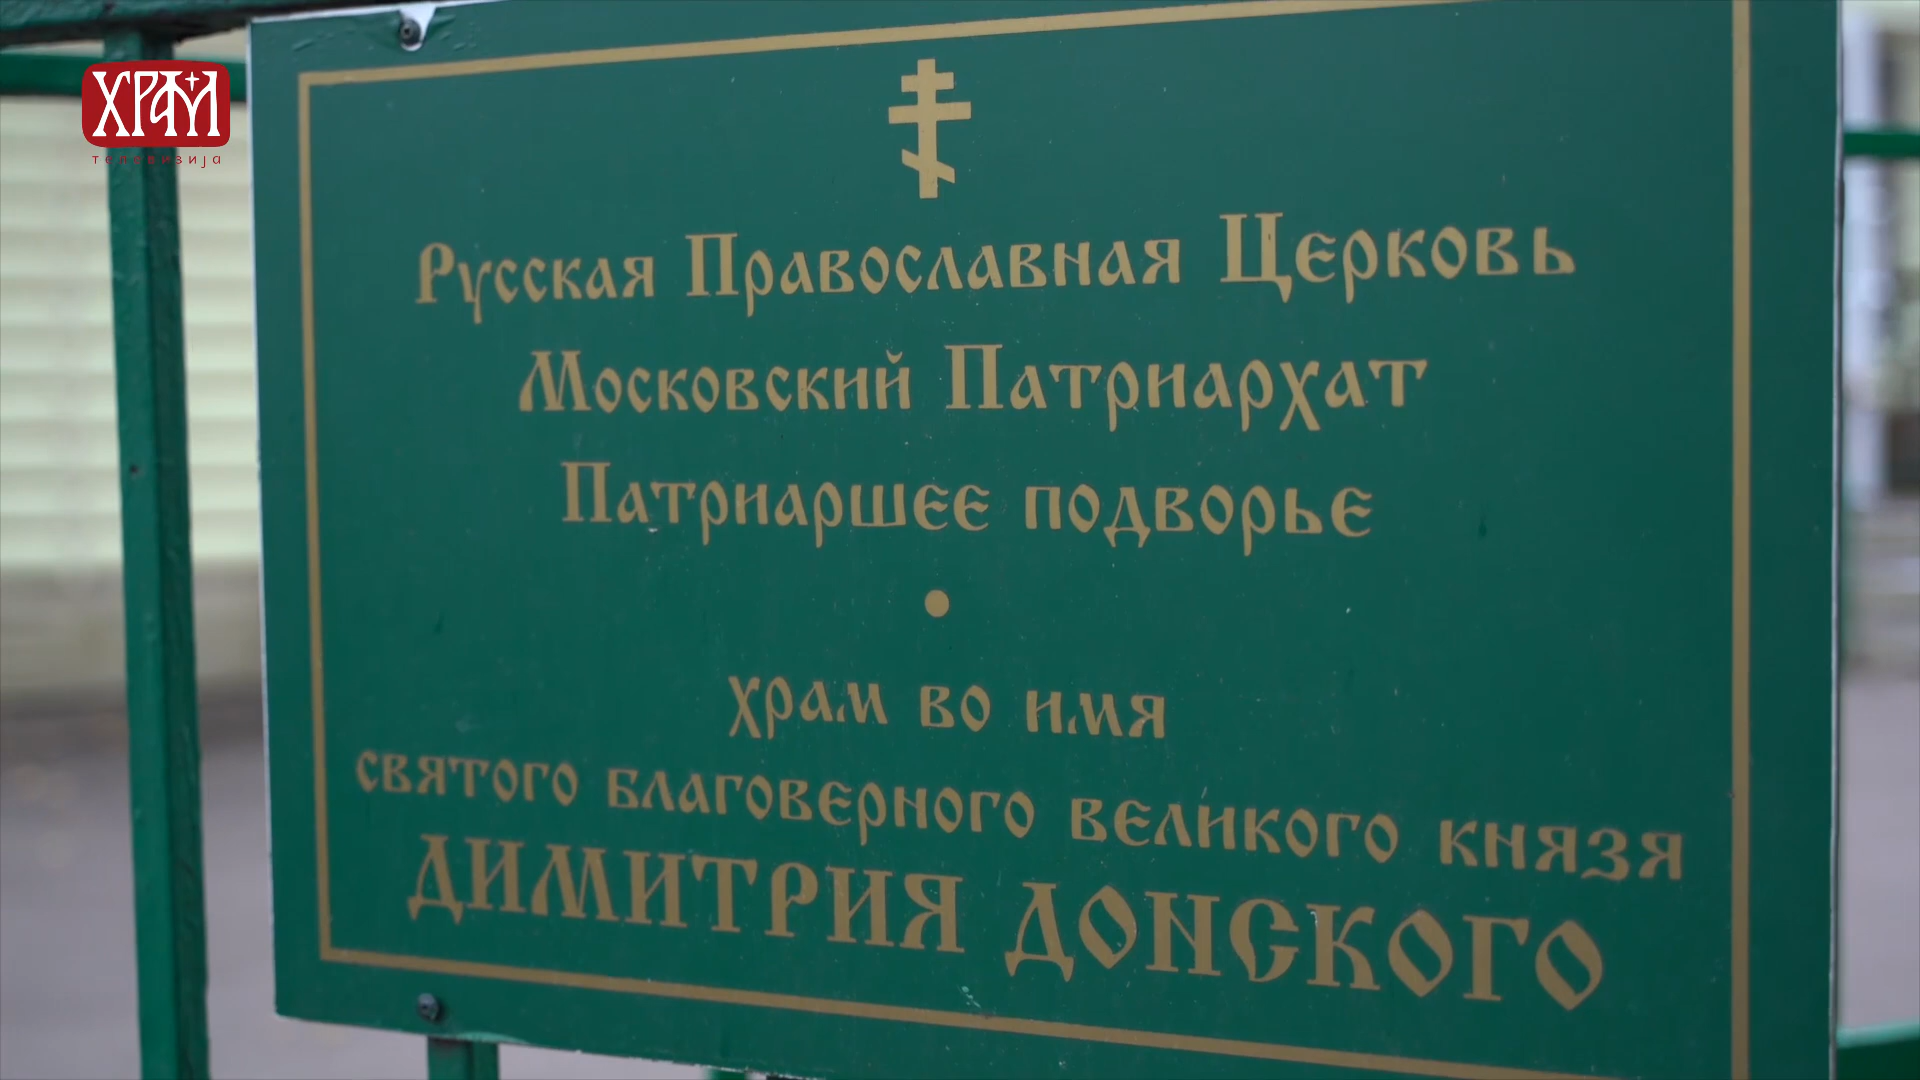 ХРАМ
телевизија
Русская Православная Церковь
Московский Патриархат
Патриаршее подворье
•
храм во имя
святого благоверного великого князя
ДИМИТРИЯ ДОНСКОГО